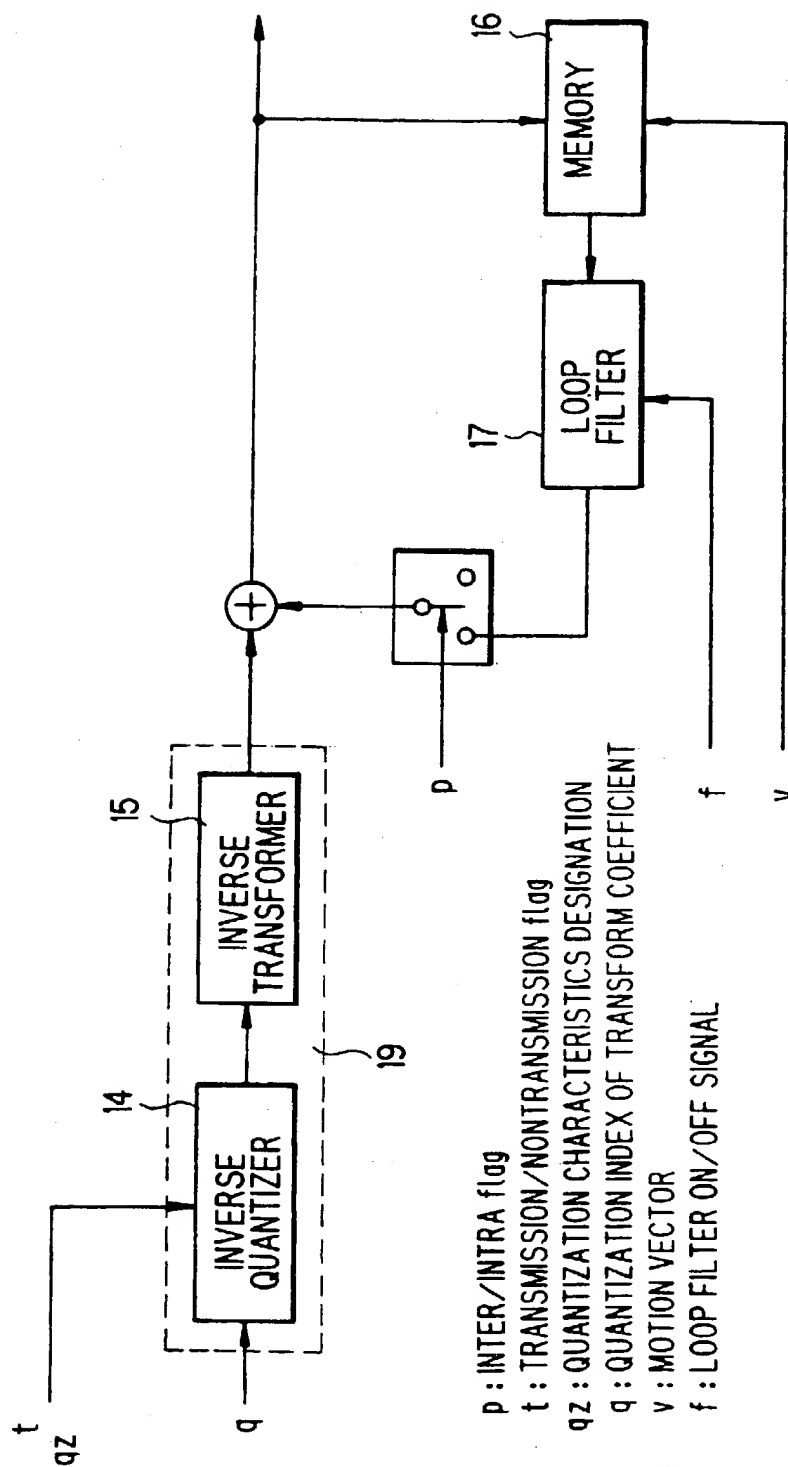 t
qz
q
14
INVERSE
QUANTIZER
15
INVERSE
TRANSFORMER
19
+
p
17
LOOP
FILTER
16
MEMORY
f
v
p : INTER/INTRA flag
t : TRANSMISSION/NONTRANSMISSION flag
qz : QUANTIZATION CHARACTERISTICS DESIGNATION
q : QUANTIZATION INDEX OF TRANSFORM COEFFICIENT
v : MOTION VECTOR
f : LOOP FILTER ON/OFF SIGNAL